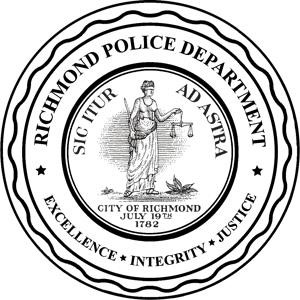 RICHMOND POLICE DEPARTMENT
SIC ITUR AD ASTRA
CITY OF RICHMOND
JULY 19TH
1782
EXCELLENCE ★ INTEGRITY ★ JUSTICE